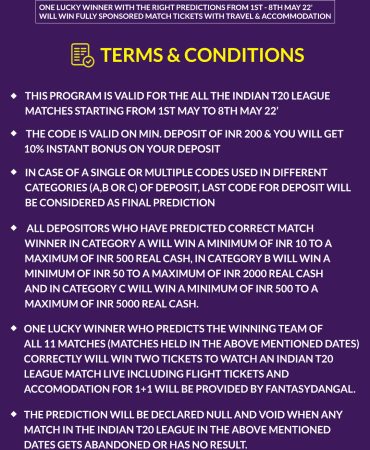 ONE LUCKY WINNER WITH THE RIGHT PREDICTIONS FROM 1ST - 8TH MAY 22'
WILL WIN FULLY SPONSORED MATCH TICKETS WITH TRAVEL & ACCOMMODATION
TERMS & CONDITIONS
THIS PROGRAM IS VALID FOR THE ALL THE INDIAN T20 LEAGUE
MATCHES STARTING FROM 1ST MAY TO 8TH MAY 22'
THE CODE IS VALID ON MIN. DEPOSIT OF INR 200 & YOU WILL GET
10% INSTANT BONUS ON YOUR DEPOSIT
IN CASE OF A SINGLE OR MULTIPLE CODES USED IN DIFFERENT
CATEGORIES (A,B OR C) OF DEPOSIT, LAST CODE FOR DEPOSIT WILL
BE CONSIDERED AS FINAL PREDICTION
ALL DEPOSITORS WHO HAVE PREDICTED CORRECT MATCH
WINNER IN CATEGORY A WILL WIN A MINIMUM OF INR 10 TO A
MAXIMUM OF INR 500 REAL CASH, IN CATEGORY B WILL WIN A
MINIMUM OF INR 50 TO A MAXIMUM OF INR 2000 REAL CASH
AND IN CATEGORY C WILL WIN A MINIMUM OF INR 500 TO A
MAXIMUM OF INR 5000 REAL CASH.
ONE LUCKY WINNER WHO PREDICTS THE WINNING TEAM OF
ALL 11 MATCHES (MATCHES HELD IN THE ABOVE MENTIONED DATES)
CORRECTLY WILL WIN TWO TICKETS TO WATCH AN INDIAN T20
LEAGUE MATCH LIVE INCLUDING FLIGHT TICKETS AND
ACCOMODATION FOR 1+1 WILL BE PROVIDED BY FANTASYDANGAL.
THE PREDICTION WILL BE DECLARED NULL AND VOID WHEN ANY
MATCH IN THE INDIAN T20 LEAGUE IN THE ABOVE MENTIONED
DATES GETS ABANDONED OR HAS NO RESULT.